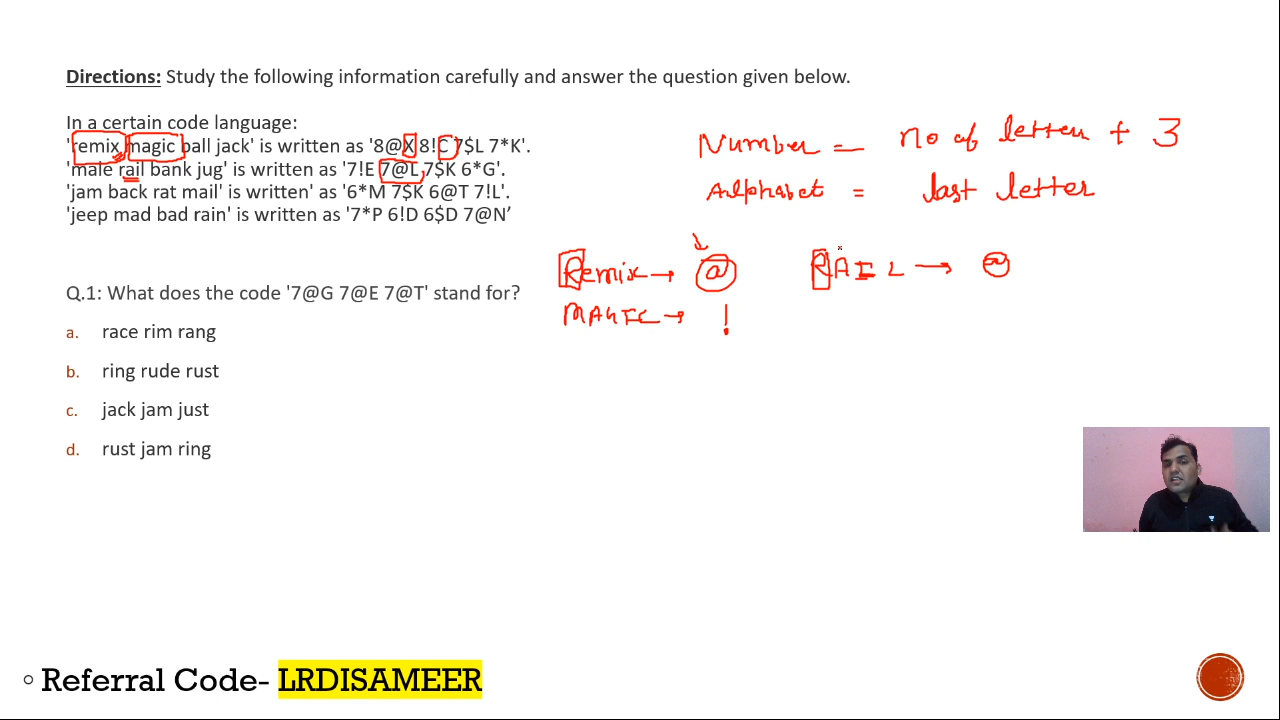 Directions: Study the following information carefully and answer the question given below.
In a certain code language:
'remix magic ball jack' is written as '8@X 8!C 7$L 7*K'.
'male rail bank jug' is written as '7!E 7@L 7$K 6*G'.
'jam back rat mail' is written' as '6*M 7$K 6@T 7!L'.
'jeep mad bad rain' is written as '7*P 6!D 6$D 7@N’
Number = no of letter + 3
Alphabet = last letter
Remix → @
RAIL → @
MAGIC → !
Q.1: What does the code '7@G 7@E 7@T' stand for?
a. race rim rang
b. ring rude rust
c. jack jam just
d. rust jam ring
Referral Code- LRDISAMEER